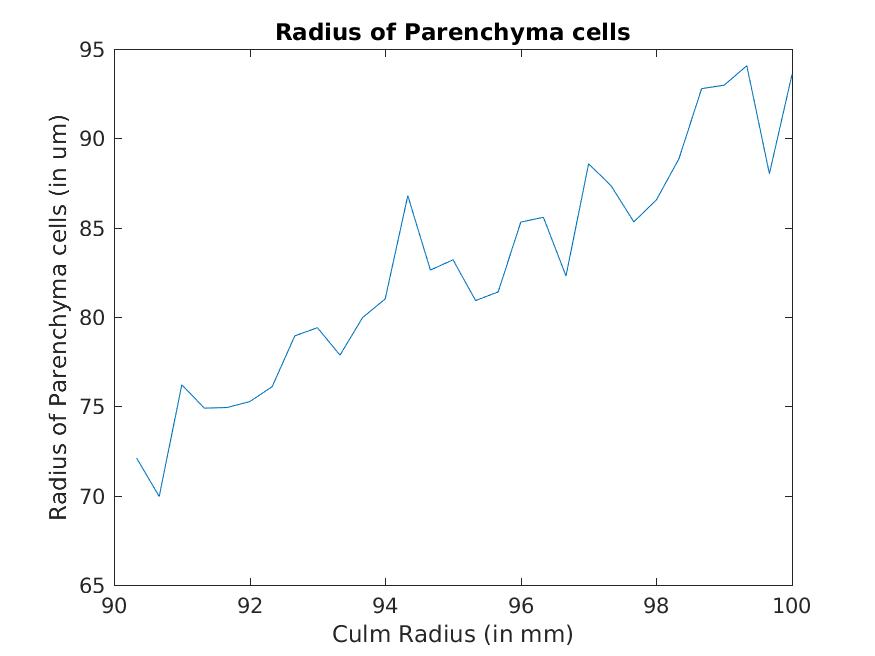 Radius of Parenchyma cells
Radius of Parenchyma cells (in um)
95
90
85
80
75
70
65
90 92 94 96 98 100
Culm Radius (in mm)